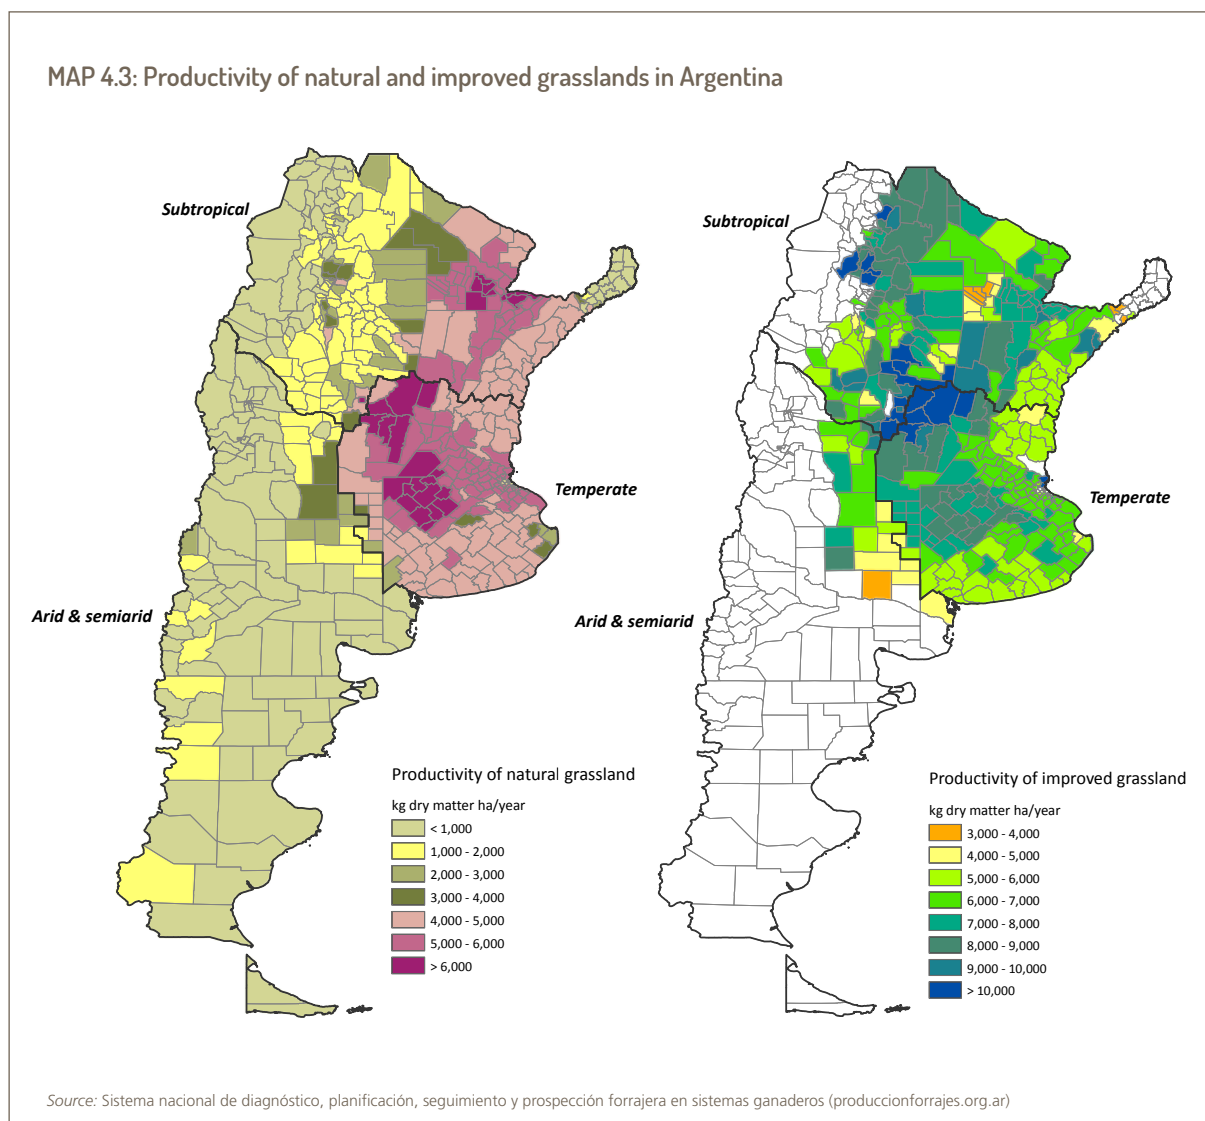 MAP 4.3: Productivity of natural and improved grasslands in Argentina
Subtropical
Temperate
Arid & semiarid
Productivity of natural grassland
kg dry matter ha/year
< 1,000
1,000 - 2,000
2,000 - 3,000
3,000 - 4,000
4,000 - 5,000
5,000 - 6,000
> 6,000
Subtropical
Temperate
Arid & semiarid
Productivity of improved grassland
kg dry matter ha/year
3,000 - 4,000
4,000 - 5,000
5,000 - 6,000
6,000 - 7,000
7,000 - 8,000
8,000 - 9,000
9,000 - 10,000
> 10,000
Source: Sistema nacional de diagnóstico, planificación, seguimiento y prospección forrajera en sistemas ganaderos (produccionforrajes.org.ar)